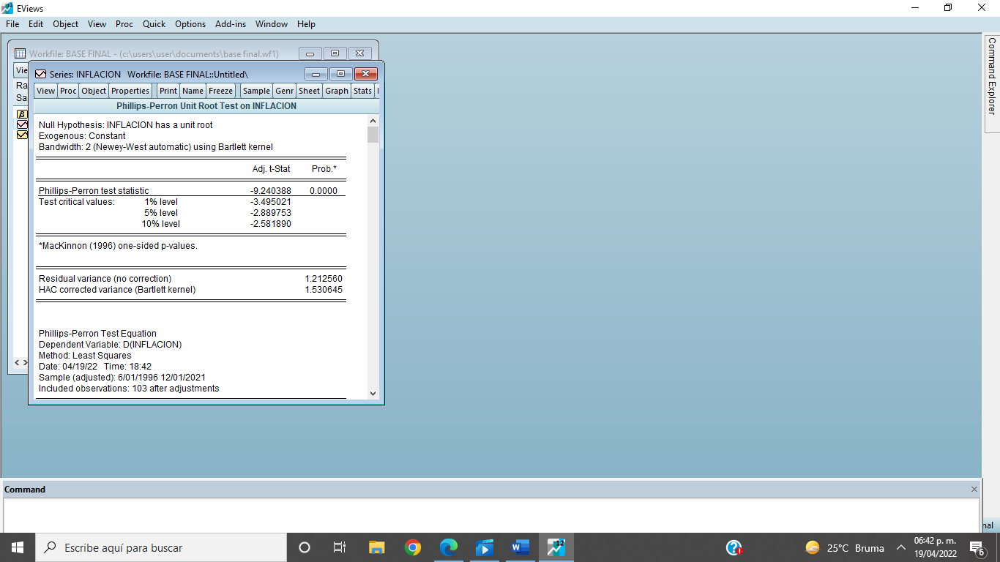 EViews
File Edit Object View Proc Quick Options Add-ins Window Help
Workfile: BASE FINAL - (c:\users\user\documents\base final.wf1)
Vie
Ra
Sa
Series: INFLACION Workfile: BASE FINAL::Untitled\
View Proc Object Properties Print Name Freeze Sample Genr Sheet Graph Stats
Phillips-Perron Unit Root Test on INFLACION
Null Hypothesis: INFLACION has a unit root
Exogenous: Constant
Bandwidth: 2 (Newey-West automatic) using Bartlett kernel
Adj. t-Stat Prob.*
Phillips-Perron test statistic -9.240388 0.0000
Test critical values: 1% level -3.495021
5% level -2.889753
10% level -2.581890
*MacKinnon (1996) one-sided p-values.
Residual variance (no correction) 1.212560
HAC corrected variance (Bartlett kernel) 1.530645
Phillips-Perron Test Equation
Dependent Variable: D(INFLACION)
Method: Least Squares
Date: 04/19/22 Time: 18:42
Sample (adjusted): 6/01/1996 12/01/2021
Included observations: 103 after adjustments
Command Explorer
Command
nal
Escribe aquí para buscar
12
25°C Bruma
06:42 p. m.
19/04/2022
6